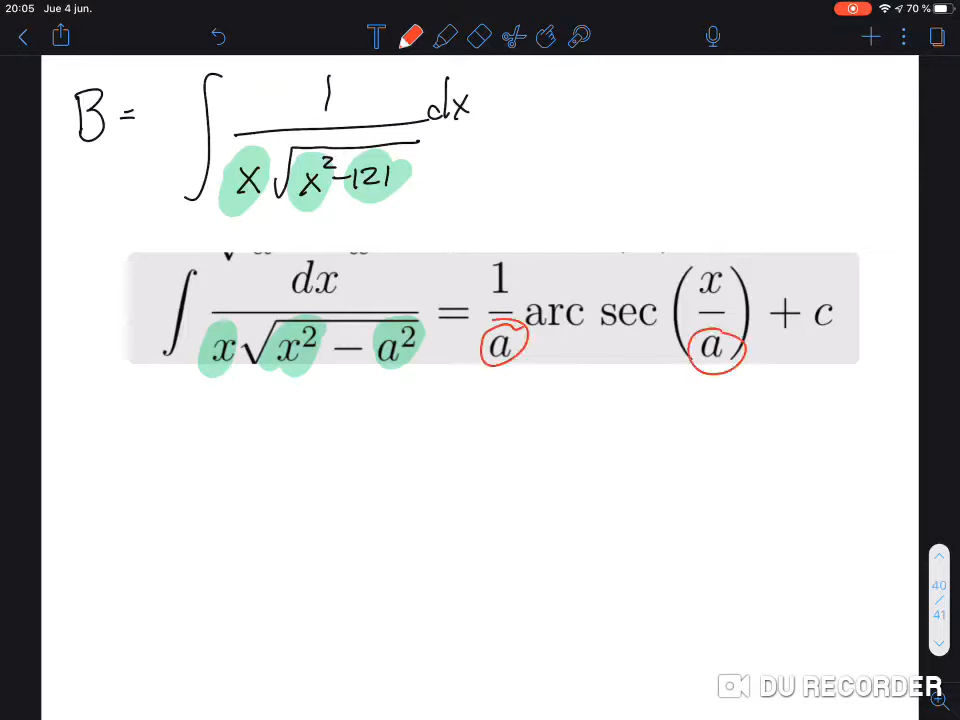 20:05 Jue 4 jun. 70 %
T
B = ∫ 1 / (x√(x² – 121)) dx
∫ dx / (x√(x² − a²)) = 1/a arc sec (x/a) + c
40
/
41
DU RECORDER